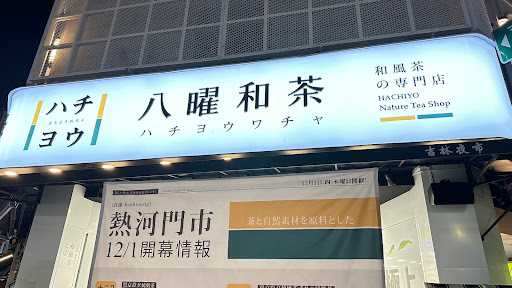 ハチ
ヨウ
八曜和茶
ハチヨウワチャ
和風茶
の専門店
HACHIYO
Nature Tea Shop
吉林夜市
熱河門市
12/1開幕情報
茶と自然素材を原料とした